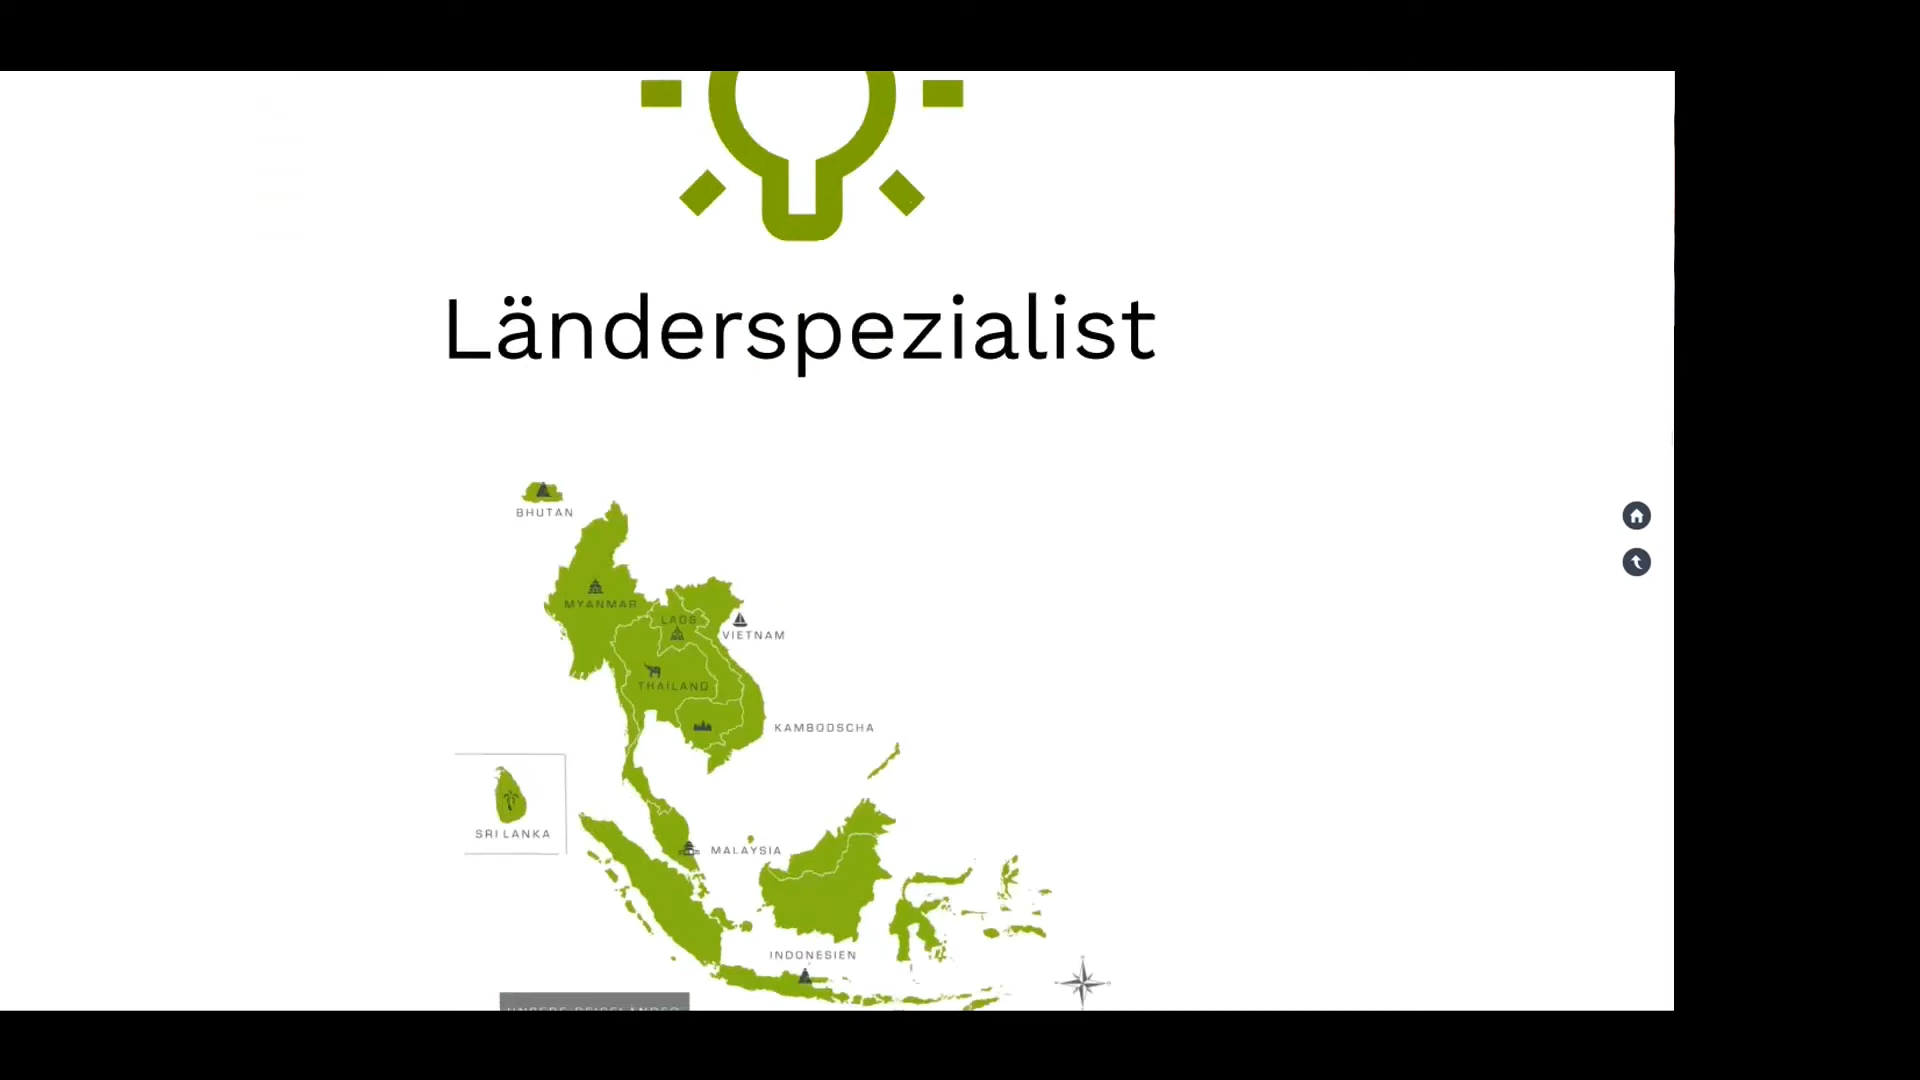 Länderspezialist
BHUTAN
MYANMAR
LAOS
VIETNAM
THAILAND
KAMBODSCHA
SRI LANKA
MALAYSIA
INDONESIEN